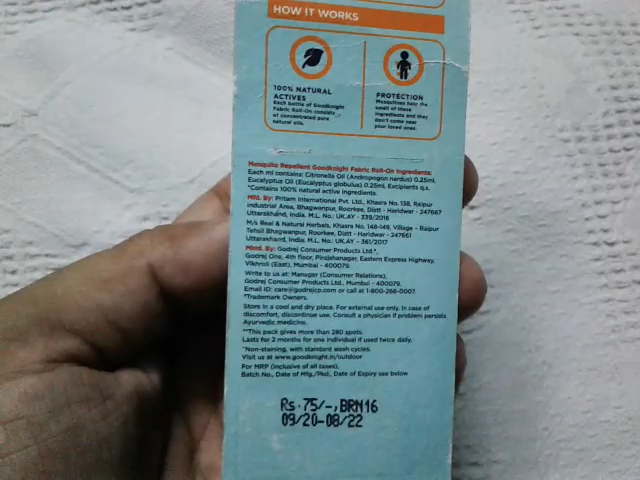 HOW IT WORKS
100% NATURAL
ACTIVES
Each bottle of Goodknight
Fabric Roll-On consists
of concentrated pure
natural oils.
PROTECTION
Mosquitoes hate the
smell of these
ingredients and they
don't come near
your loved ones.
Mosquito Repellent Goodknight Fabric Roll-On Ingredients:
Each ml contains: Citronella Oil (Andropogon nardus) 0.25ml,
Eucalyptus Oil (Eucalyptus globulus) 0.25ml, Excipients q.s.
*Contains 100% natural active ingredients.
Mfd. By: Pritam International Pvt. Ltd., Khasra No. 138, Raipur
Industrial Area, Bhagwanpur, Roorkee, Distt - Haridwar - 247667
Uttarakhand, India. M.L. No.: UK.AY - 339/2016
M/s Real & Natural Herbals, Khasra No. 146-149, Village - Raipur
Tehsil Bhagwanpur, Roorkee, Distt - Haridwar - 247661
Uttarakhand, India. M.L. No.: UK.AY - 361/2017
Mktd. By: Godrej Consumer Products Ltd.*,
Godrej One, 4th floor, Pirojshanagar, Eastern Express Highway,
Vikhroli (East), Mumbai - 400079.
Write to us at: Manager (Consumer Relations),
Godrej Consumer Products Ltd., Mumbai - 400079.
Email ID: care@godrejcp.com or call at 1-800-266-0007.
*Trademark Owners.
Store in a cool and dry place. For external use only. In case of
discomfort, discontinue use. Consult a physician if problem persists.
Ayurvedic medicine.
**This pack gives more than 280 spots.
Lasts for 2 months for one individual if used twice daily.
*Non-staining, with standard wash cycles.
Visit us at www.goodknight.in/outdoor
For MRP (inclusive of all taxes),
Batch No., Date of Mfg./Pkd., Date of Expiry see below
Rs. 75/-, BRN16
09/20-08/22